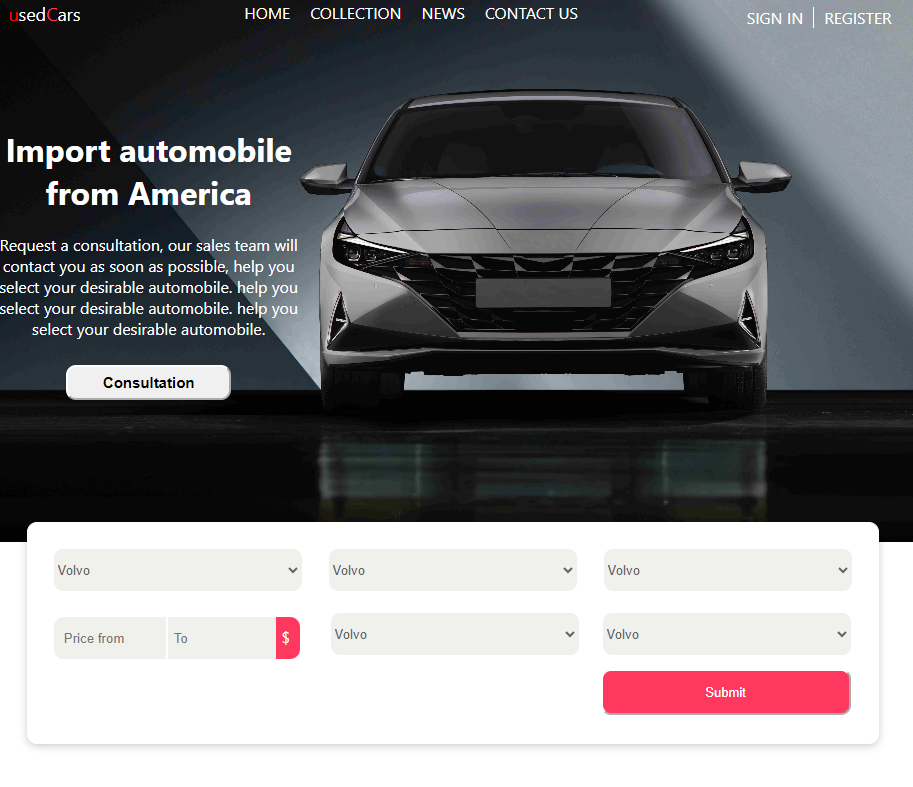 usedCars
HOME COLLECTION NEWS CONTACT US
SIGN IN REGISTER
Import automobile
from America
Request a consultation, our sales team will
contact you as soon as possible, help you
select your desirable automobile. help you
select your desirable automobile. help you
select your desirable automobile.
Consultation
Volvo Volvo Volvo
Price from To $ Volvo Volvo
Submit